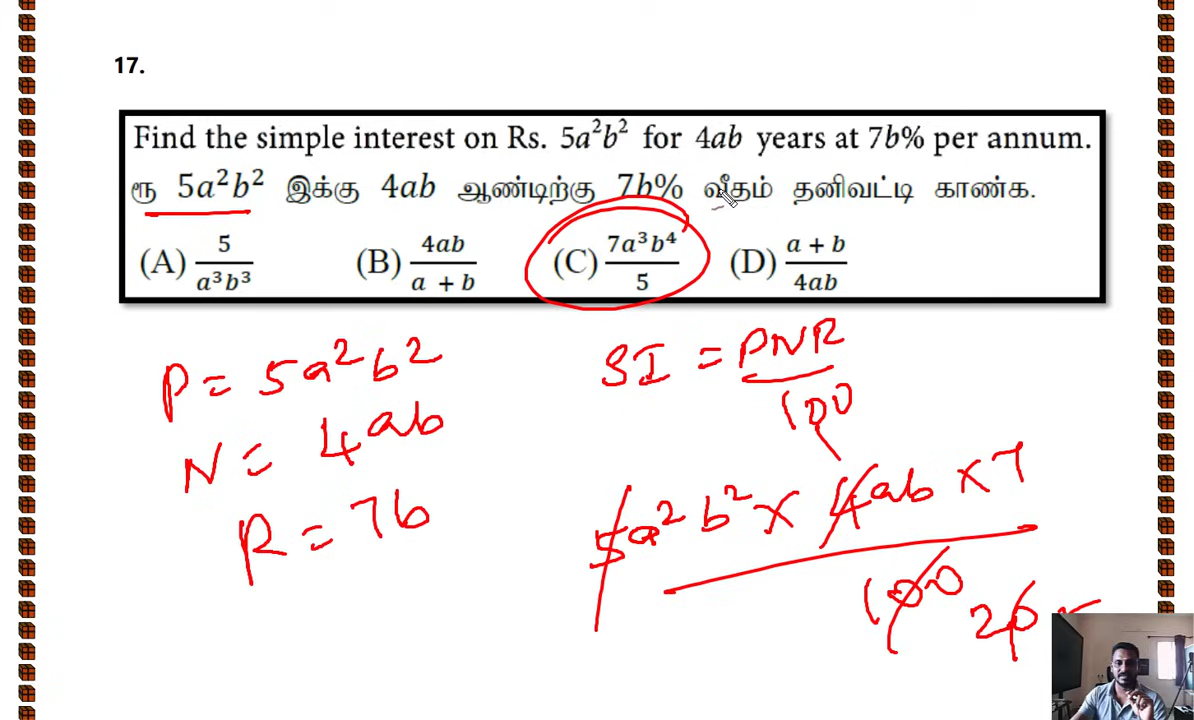 17.
Find the simple interest on Rs. 5a²b² for 4ab years at 7b% per annum.
ரூ 5a²b² இக்கு 4ab ஆண்டிற்கு 7b% வீதம் தனிவட்டி காண்க.
(A) 5/a³b³ (B) 4ab/a + b (C) 7a³b⁴/5 (D) a + b/4ab
P = 5a²b² SI = PNR/100
N = 4ab
R = 7b
5a²b² × 4ab × 7
100 20